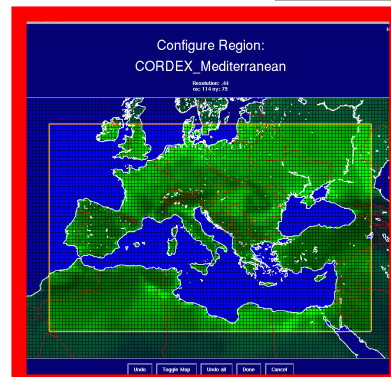 Configure Region:
CORDEX_Mediterranean
Resolution: .44
nx: 114 ny: 75
Undo Toggle Map Undo all Done Cancel